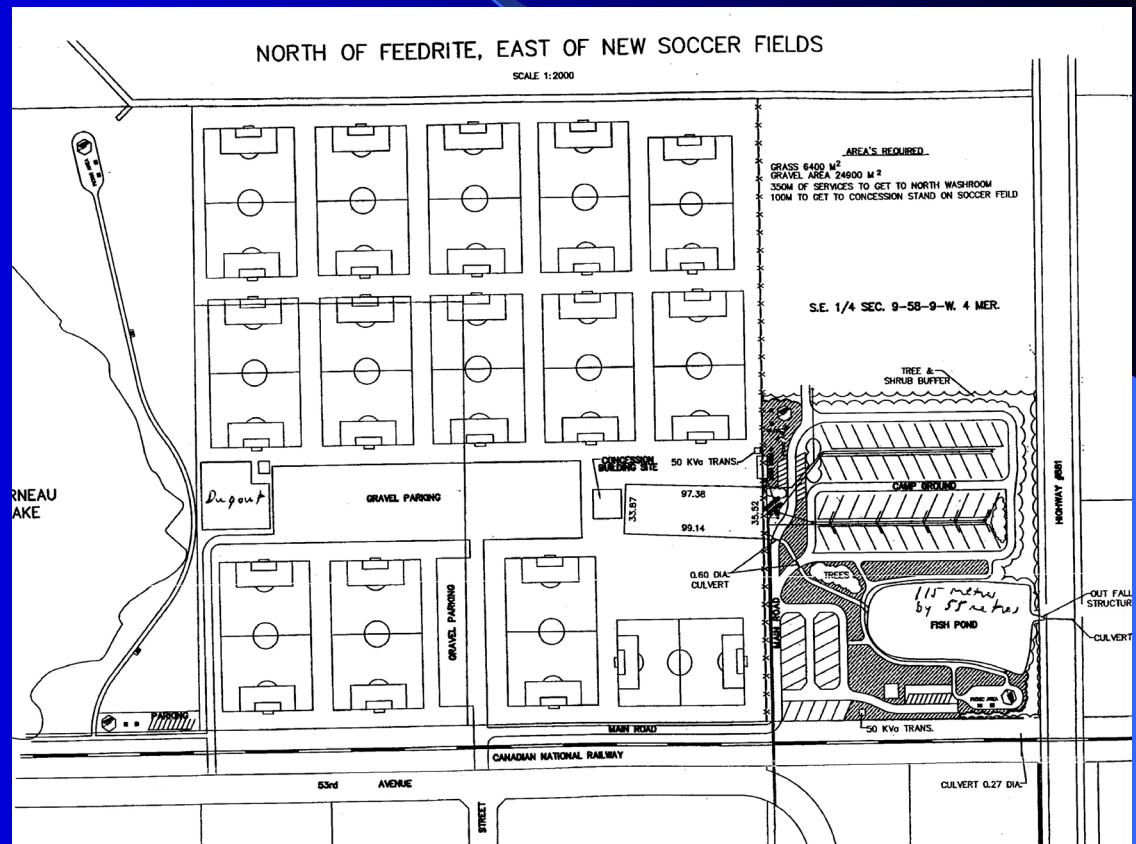 NORTH OF FEEDRITE, EAST OF NEW SOCCER FIELDS
SCALE 1:2000
AREA'S REQUIRED
GRASS 6400 M²
GRAVEL AREA 24900 M²
350M OF SERVICES TO GET TO NORTH WASHROOM
100M TO GET TO CONCESSION STAND ON SOCCER FEILD
S.E. 1/4 SEC. 9-58-9-W. 4 MER.
TREE &
SHRUB BUFFER
CONCESSION
BUILDING SITE
50 KVa TRANS.
CAMP GROUND
HIGHWAY #881
RNEAU
AKE
Dugout
GRAVEL PARKING
97.38
33.87
35.52
99.14
0.60 DIA.
CULVERT
TREES
115 metres
by 55 metres
FISH POND
OUT FALL
STRUCTUR
CULVERT
GRAVEL PARKING
MAIN ROAD
PICNIC AREA
PARKING
MAIN ROAD
50 KVa TRANS.
CANADIAN NATIONAL RAILWAY
53rd AVENUE
CULVERT 0.27 DIA.
STREET